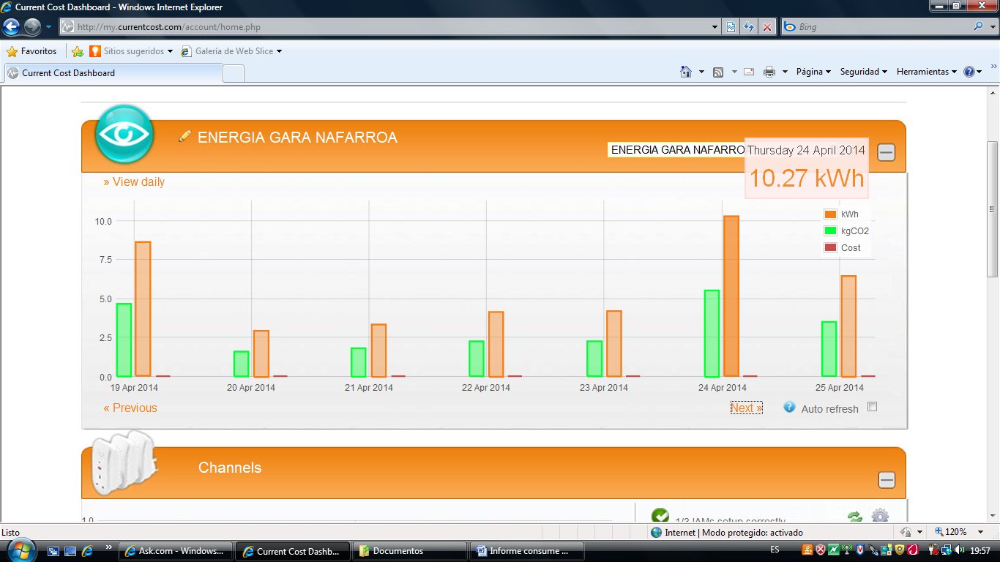 Current Cost Dashboard - Windows Internet Explorer
http://my.currentcost.com/account/home.php
Bing
Favoritos
Sitios sugeridos
Galería de Web Slice
Current Cost Dashboard
Página
Seguridad
Herramientas
ENERGIA GARA NAFARROA
ENERGIA GARA NAFARRO
Thursday 24 April 2014
10.27 kWh
» View daily
kWh
kgCO2
Cost
10.0
7.5
5.0
2.5
0.0
19 Apr 2014 20 Apr 2014 21 Apr 2014 22 Apr 2014 23 Apr 2014 24 Apr 2014 25 Apr 2014
« Previous
Next »
Auto refresh
Channels
1.0
1/3 IAMs setup correctly
Listo
Internet | Modo protegido: activado
120%
Ask.com - Windows...
Current Cost Dashb...
Documentos
Informe consume ...
ES
19:57